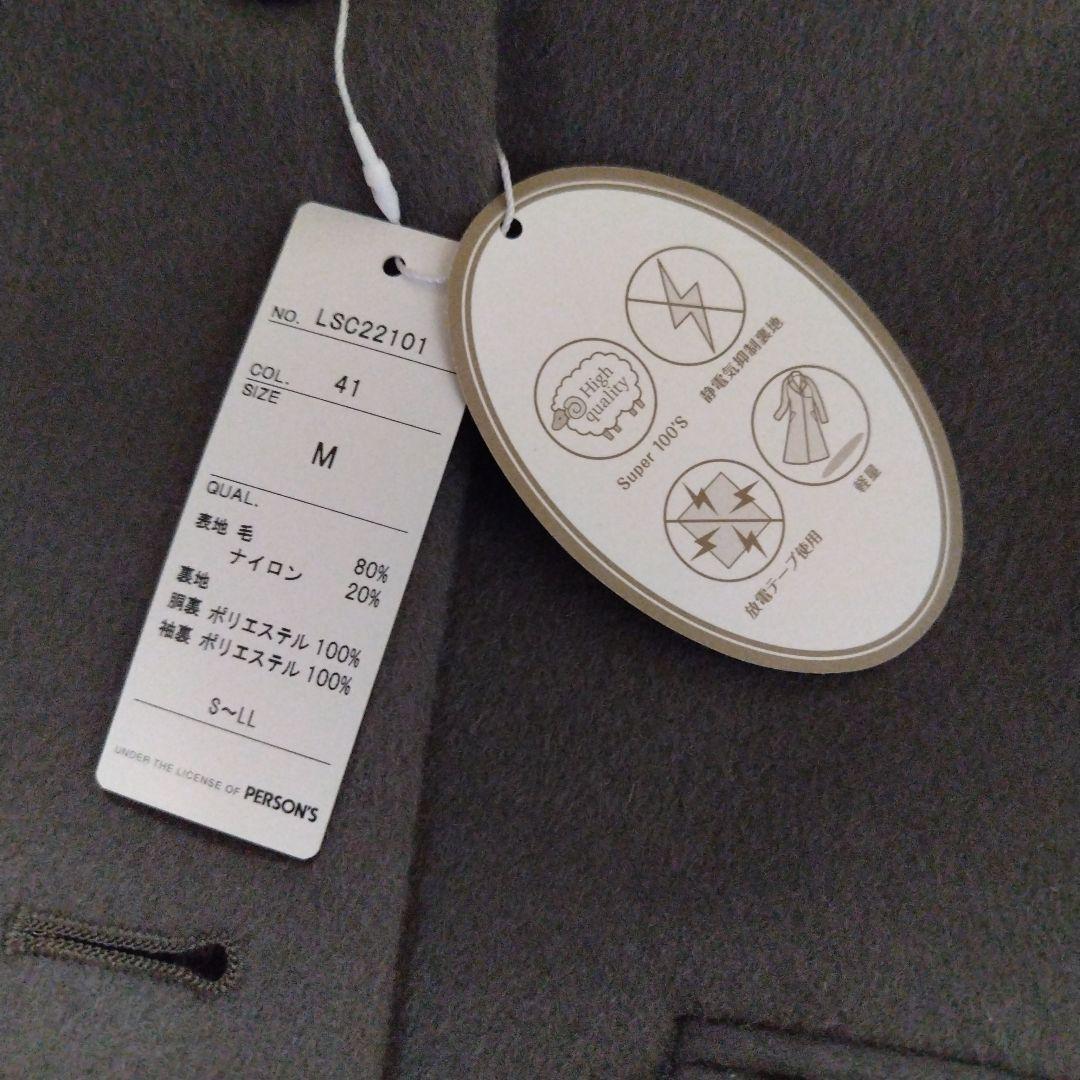 NO. LSC22101
COL. 41
SIZE
M
QUAL.
表地 毛 80%
ナイロン 20%
裏地
胴裏 ポリエステル 100%
袖裏 ポリエステル 100%
S～LL
UNDER THE LICENSE OF PERSON'S
静電気抑制裏地
High
quality
Super 100'S
軽量
放電テープ使用